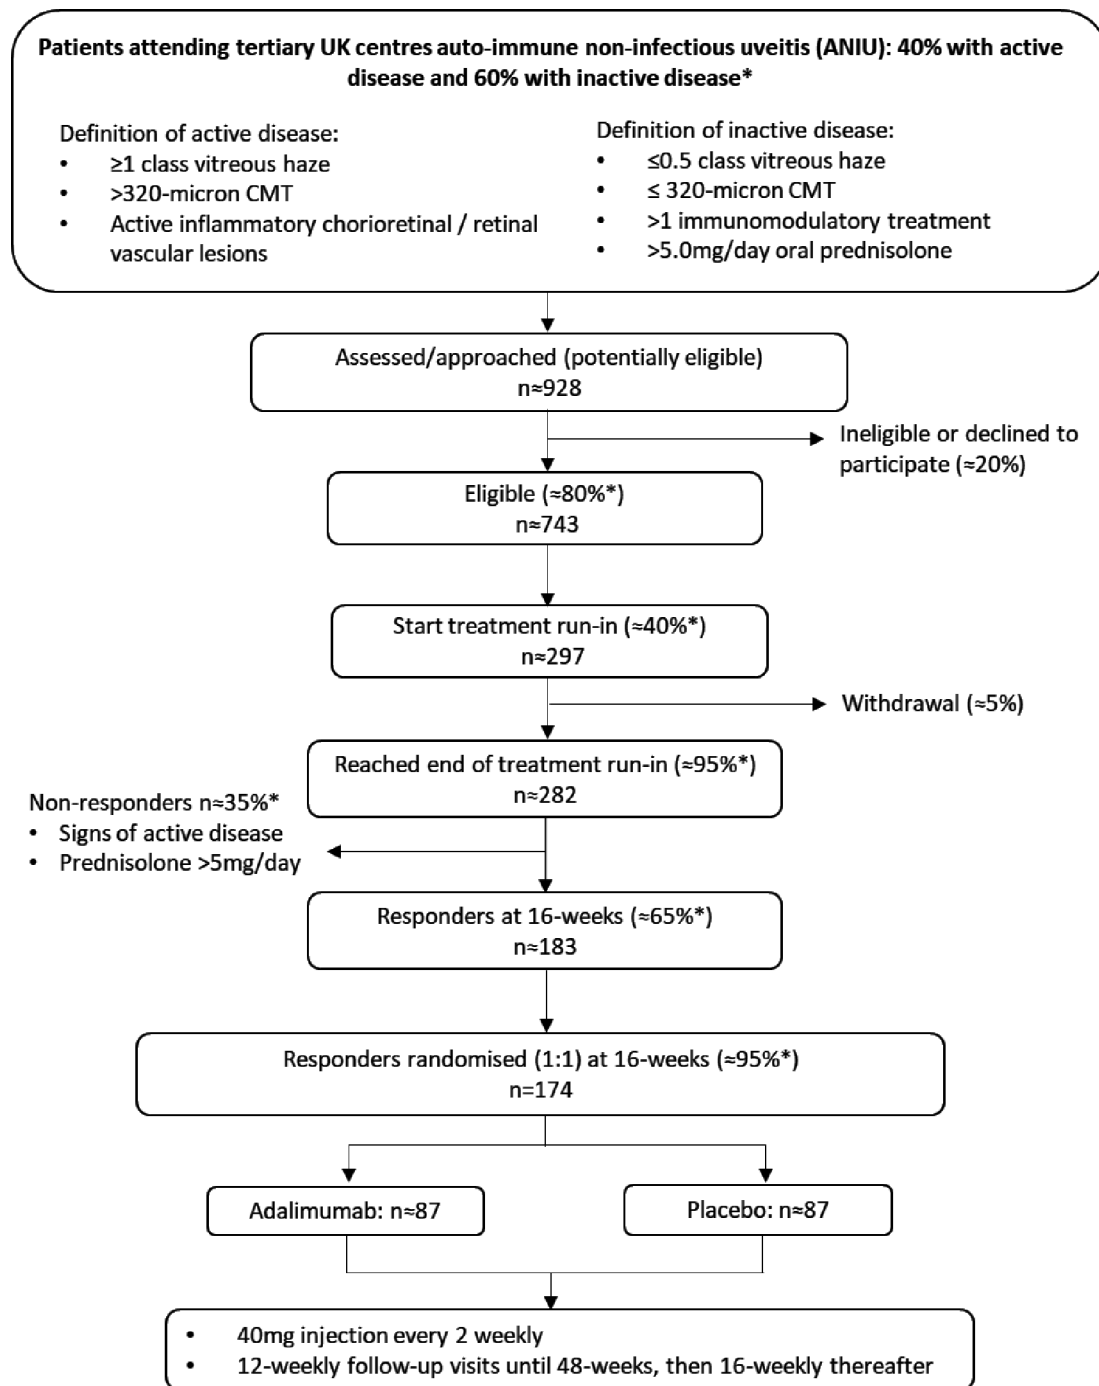 Patients attending tertiary UK centres auto-immune non-infectious uveitis (ANIU): 40% with active
disease and 60% with inactive disease*
Definition of active disease:
• ≥1 class vitreous haze
• >320-micron CMT
• Active inflammatory chorioretinal / retinal
vascular lesions
Definition of inactive disease:
• ≤0.5 class vitreous haze
• ≤ 320-micron CMT
• >1 immunomodulatory treatment
• >5.0mg/day oral prednisolone
Assessed/approached (potentially eligible)
n≈928
Ineligible or declined to
participate (≈20%)
Eligible (≈80%*)
n≈743
Start treatment run-in (≈40%*)
n≈297
Withdrawal (≈5%)
Reached end of treatment run-in (≈95%*)
n≈282
Non-responders n≈35%*
• Signs of active disease
• Prednisolone >5mg/day
Responders at 16-weeks (≈65%*)
n≈183
Responders randomised (1:1) at 16-weeks (≈95%*)
n=174
Adalimumab: n≈87
Placebo: n≈87
• 40mg injection every 2 weekly
• 12-weekly follow-up visits until 48-weeks, then 16-weekly thereafter